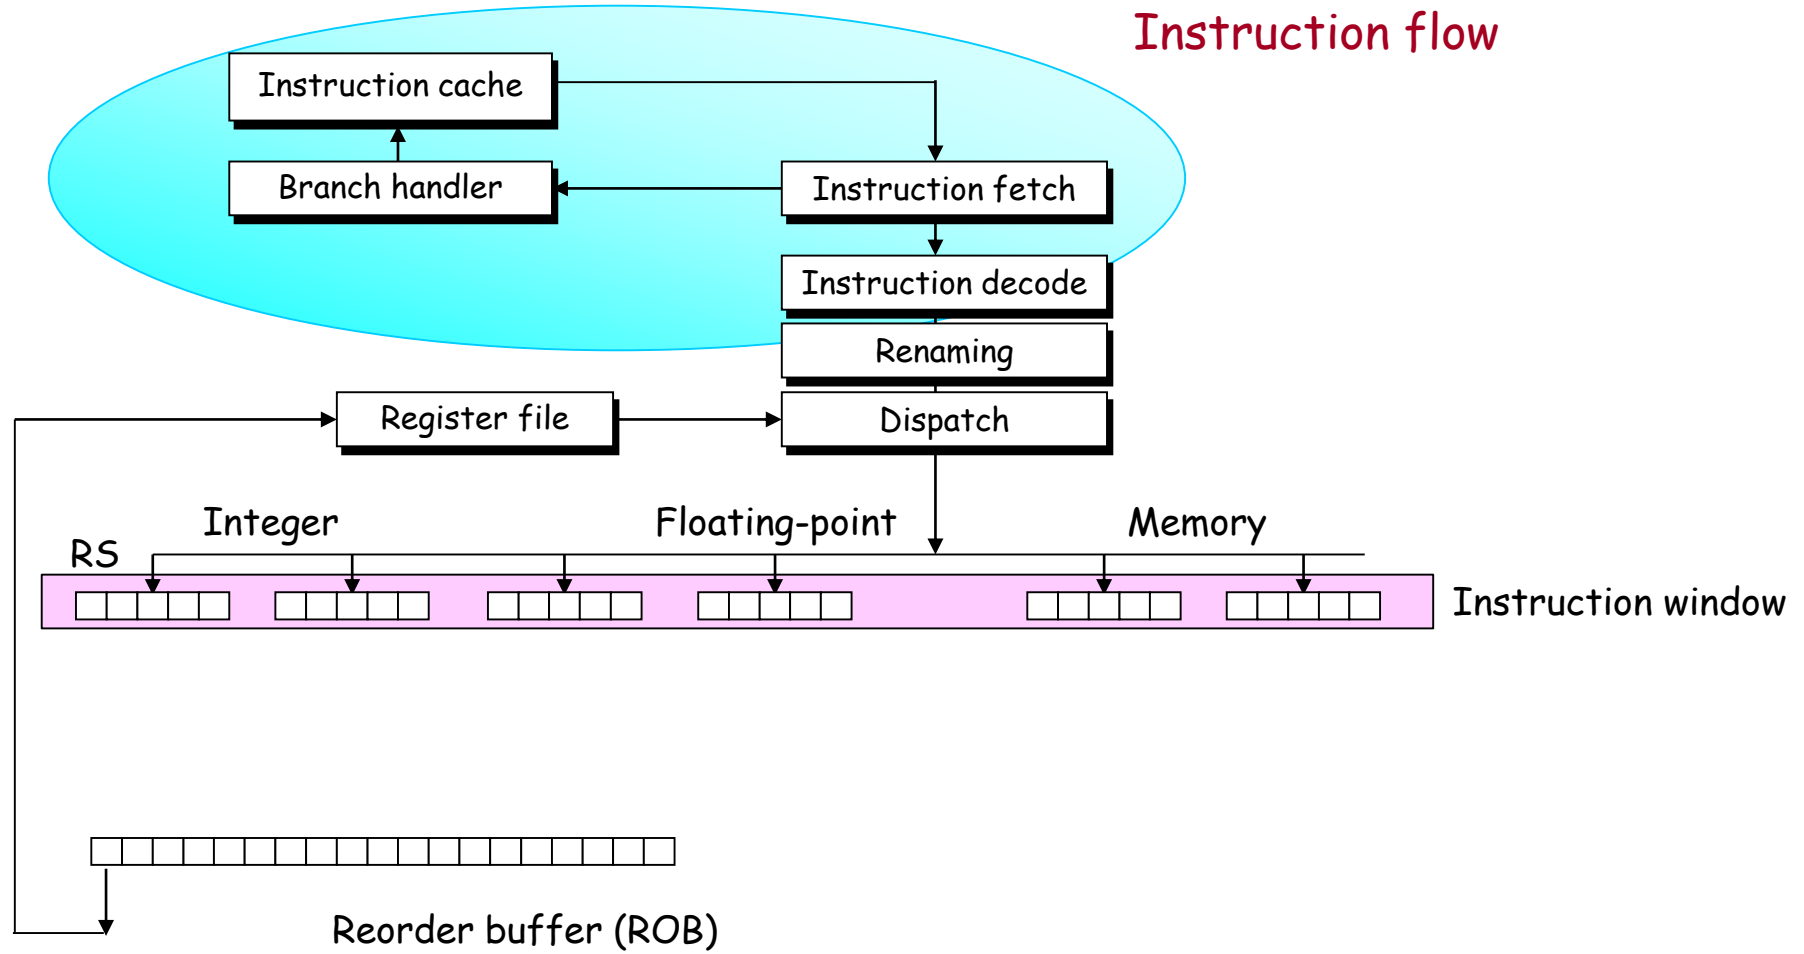 Instruction flow
Instruction cache
Branch handler
Instruction fetch
Instruction decode
Renaming
Register file
Dispatch
Integer
Floating-point
Memory
RS
Instruction window
Reorder buffer (ROB)